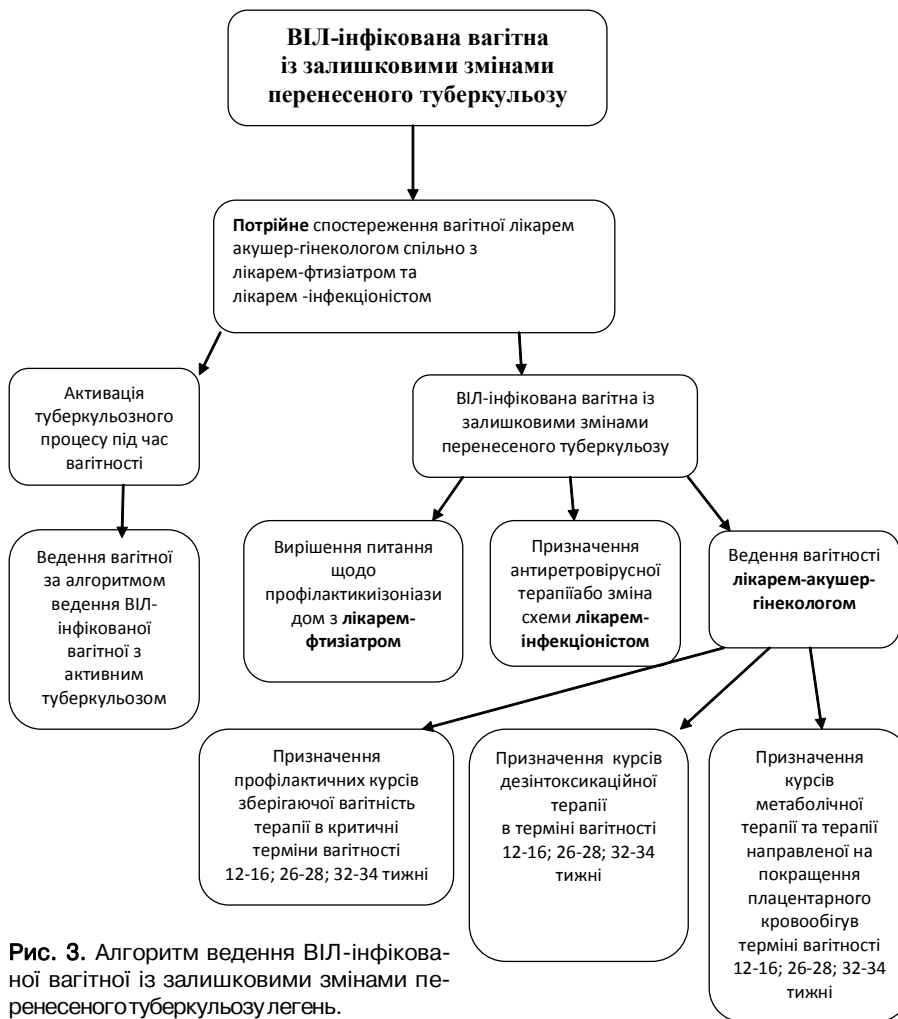 ВІЛ-інфікована вагітна
із залишковими змінами
перенесеного туберкульозу
Потрійне спостереження вагітної лікарем
акушер-гінекологом спільно з
лікарем-фтизіатром та
лікарем -інфекціоністом
Активація
туберкульозного
процесу під час
вагітності
ВІЛ-інфікована вагітна із
залишковими змінами
перенесеного туберкульозу
Ведення вагітної
за алгоритмом
ведення ВІЛ-
інфікованої
вагітної з
активним
туберкульозом
Вирішення питання
щодо
профілактикиізоніази
дом з лікарем-
фтизіатром
Призначення
антиретровірусної
терапіїабо зміна
схеми лікарем-
інфекціоністом
Ведення вагітності
лікарем-акушер-
гінекологом
Призначення
профілактичних курсів
зберігаючої вагітність
терапії в критичні
терміни вагітності
12-16; 26-28; 32-34 тижні
Призначення курсів
дезінтоксикаційної
терапії
в терміні вагітності
12-16; 26-28; 32-34
тижні
Призначення
курсів
метаболічної
терапії та терапії
направленої на
покращення
плацентарного
кровообігув
терміні вагітності
12-16; 26-28; 32-34
тижні
Рис. 3. Алгоритм ведення ВІЛ-інфікова-
ної вагітної із залишковими змінами пе-
ренесеного туберкульозу легень.